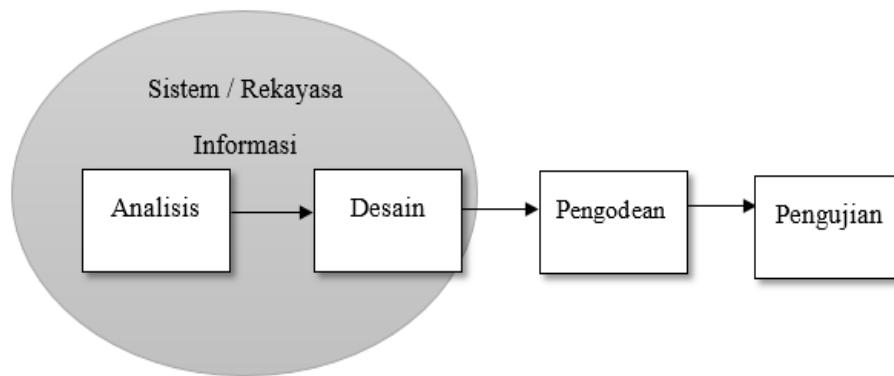 Sistem / Rekayasa
Informasi
Analisis
Desain
Pengodean
Pengujian